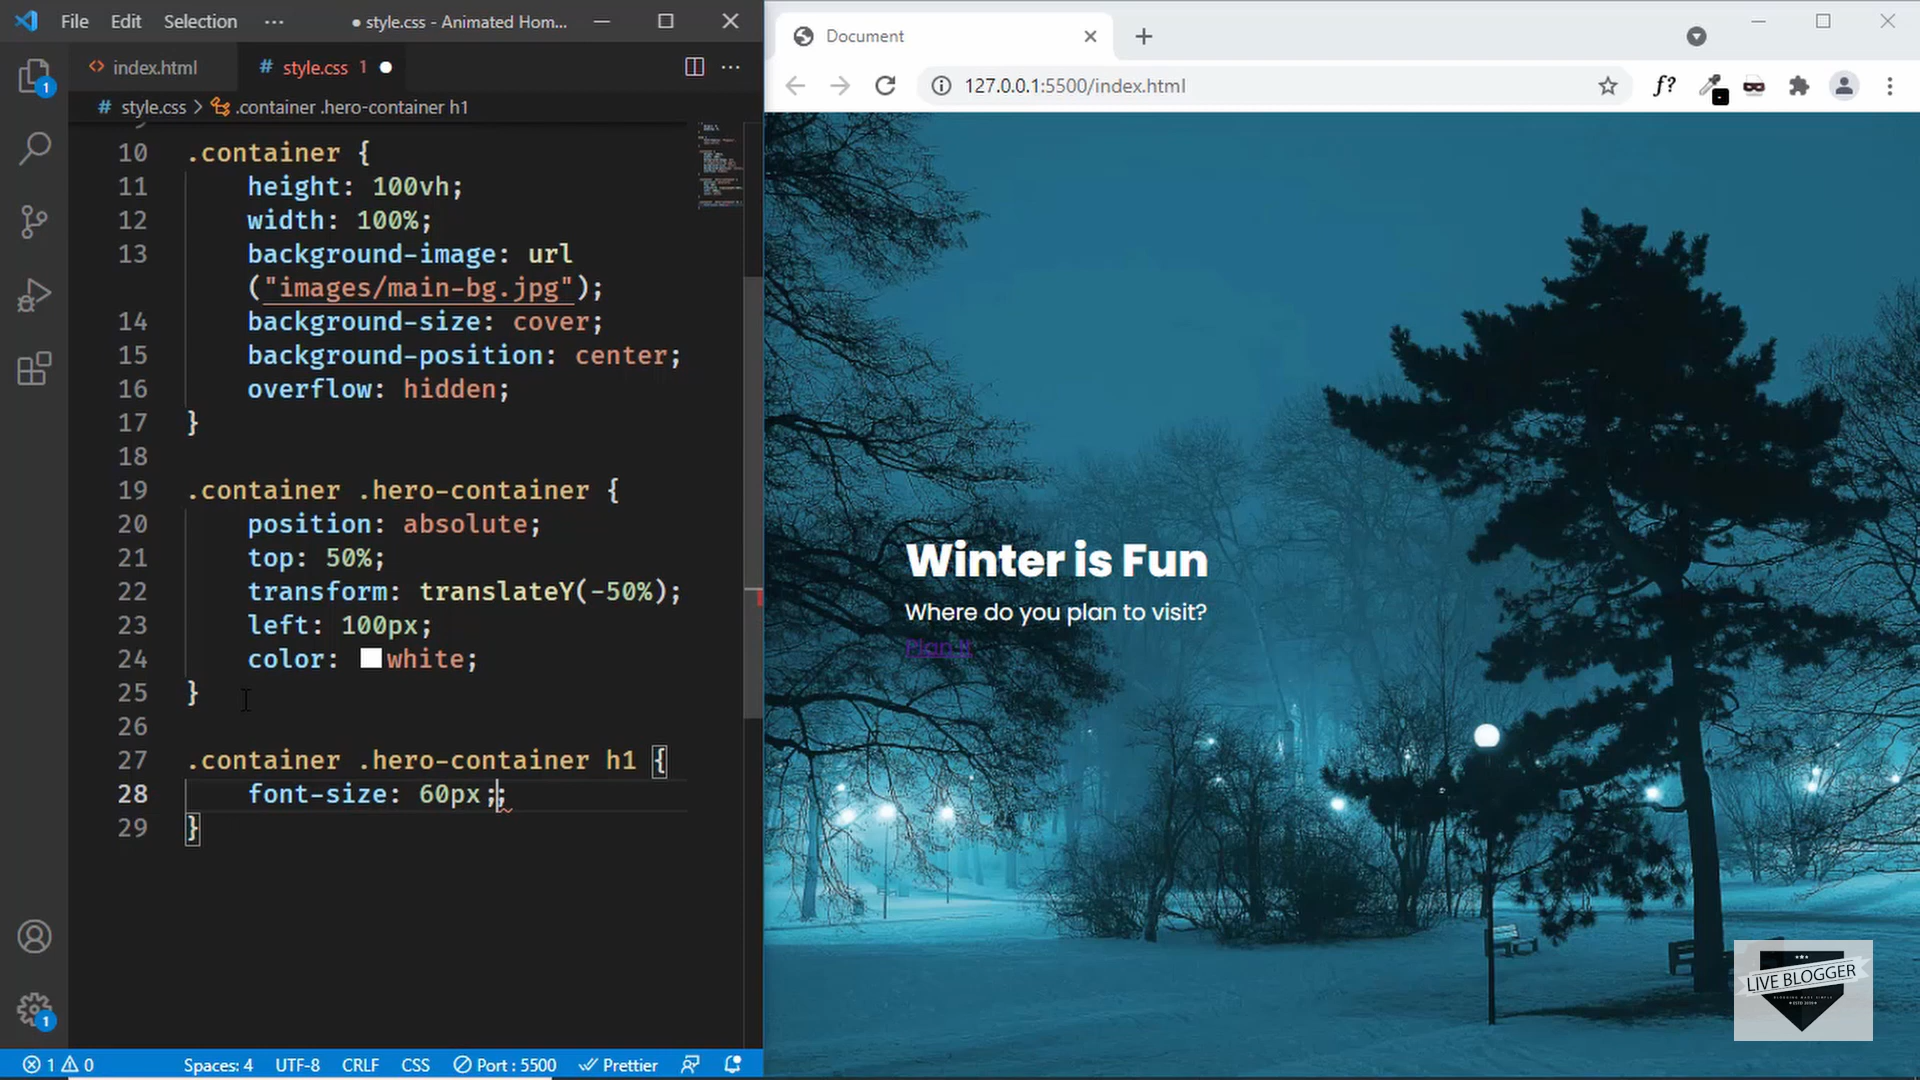 File Edit Selection ···
● style.css - Animated Hom...
index.html
# style.css 1
# style.css > .container .hero-container h1
10 .container {
11 height: 100vh;
12 width: 100%;
13 background-image: url
("images/main-bg.jpg");
14 background-size: cover;
15 background-position: center;
16 overflow: hidden;
17 }
18
19 .container .hero-container {
20 position: absolute;
21 top: 50%;
22 transform: translateY(-50%);
23 left: 100px;
24 color: white;
25 }
26
27 .container .hero-container h1 {
28 font-size: 60px ;;
29 }
1
1
1 0 Spaces: 4 UTF-8 CRLF CSS Port : 5500 Prettier
Document
127.0.0.1:5500/index.html
f?
Winter is Fun
Where do you plan to visit?
Plan It
LIVE BLOGGER